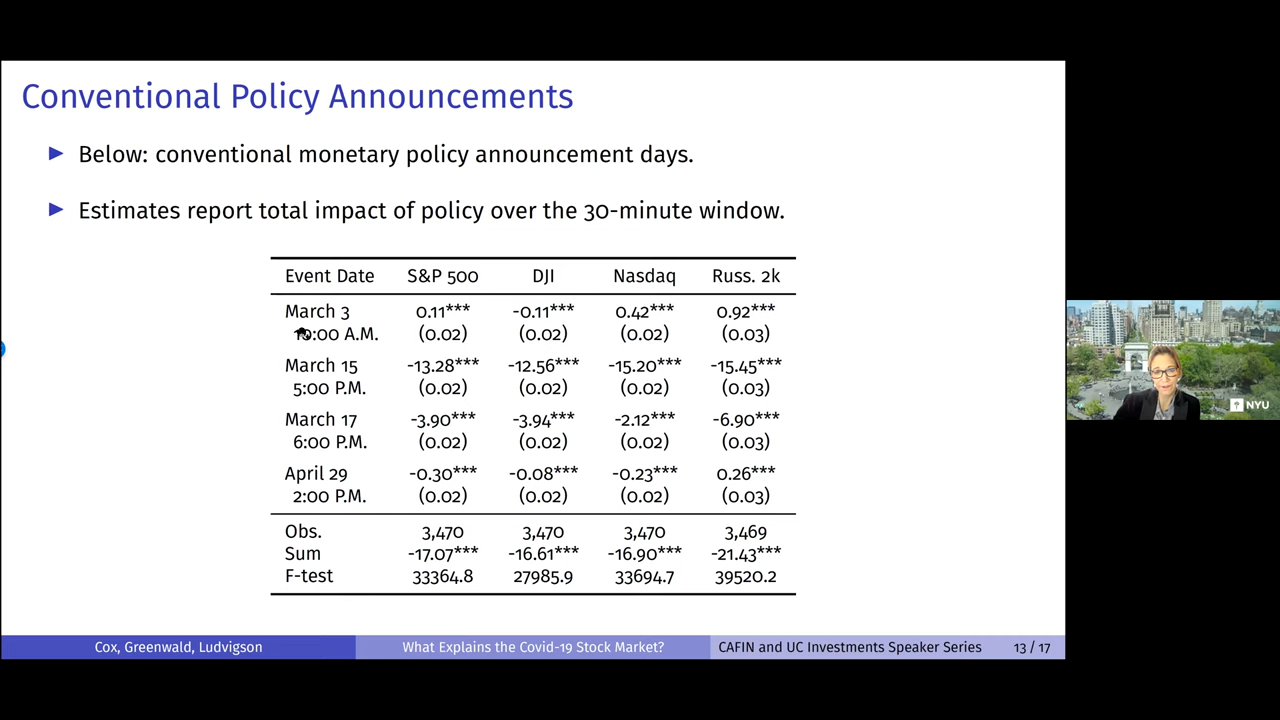 Conventional Policy Announcements
Below: conventional monetary policy announcement days.
Estimates report total impact of policy over the 30-minute window.
Event Date S&P 500 DJI Nasdaq Russ. 2k
March 3 0.11*** -0.11*** 0.42*** 0.92***
10:00 A.M. (0.02) (0.02) (0.02) (0.03)
March 15 -13.28*** -12.56*** -15.20*** -15.45***
5:00 P.M. (0.02) (0.02) (0.02) (0.03)
March 17 -3.90*** -3.94*** -2.12*** -6.90***
6:00 P.M. (0.02) (0.02) (0.02) (0.03)
April 29 -0.30*** -0.08*** -0.23*** 0.26***
2:00 P.M. (0.02) (0.02) (0.02) (0.03)
Obs. 3,470 3,470 3,470 3,469
Sum -17.07*** -16.61*** -16.90*** -21.43***
F-test 33364.8 27985.9 33694.7 39520.2
Cox, Greenwald, Ludvigson What Explains the Covid-19 Stock Market? CAFIN and UC Investments Speaker Series 13 / 17
NYU